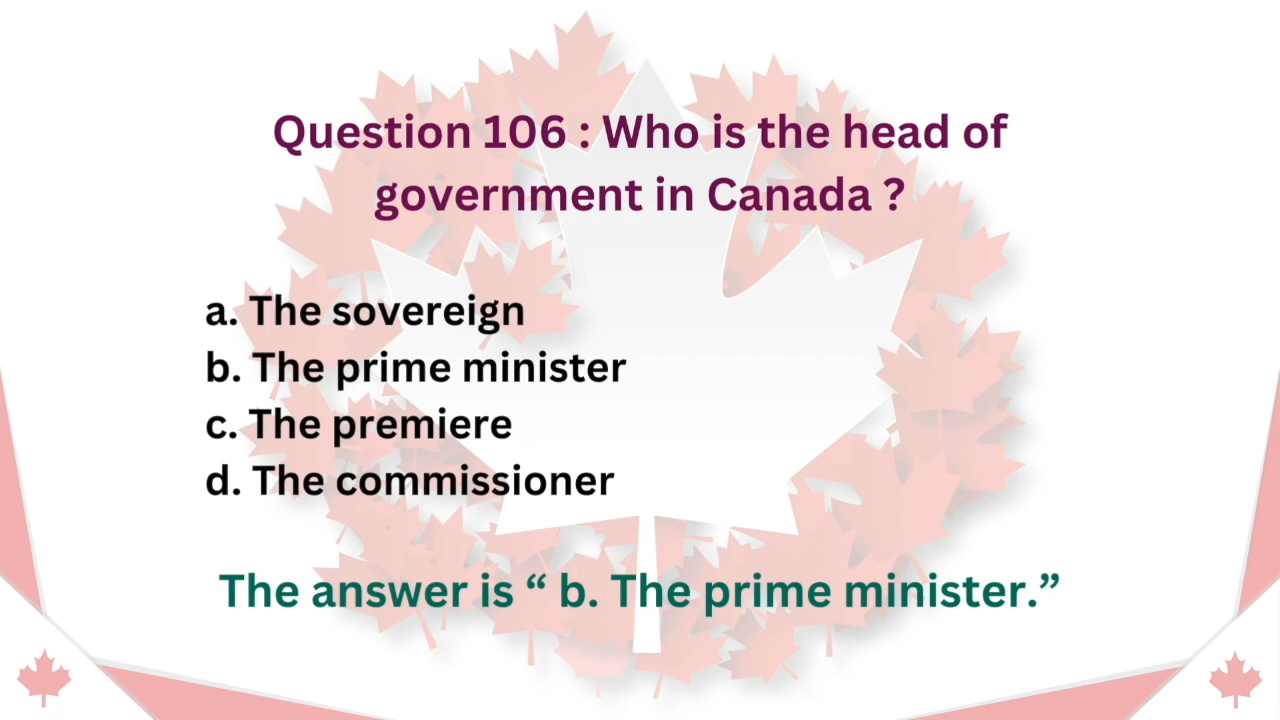 Question 106 : Who is the head of
government in Canada ?
a. The sovereign
b. The prime minister
c. The premiere
d. The commissioner
The answer is “ b. The prime minister.”